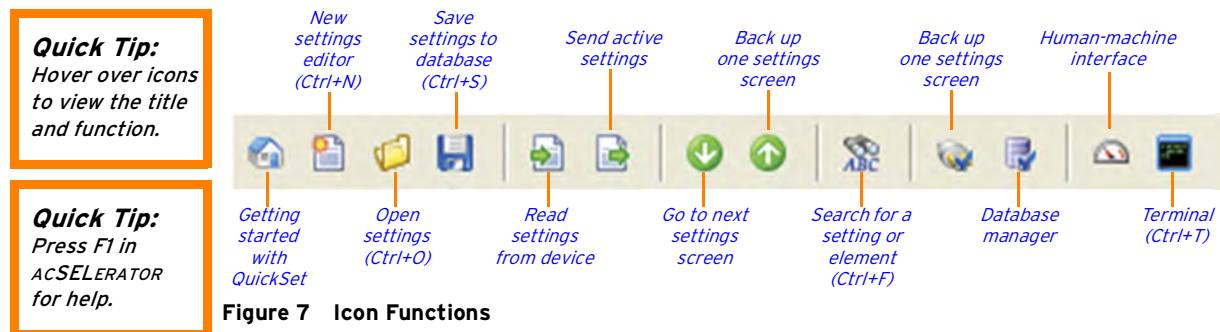 Quick Tip:
Hover over icons
to view the title
and function.
Quick Tip:
Press F1 in
ACSELERATOR
for help.
New
settings
editor
(Ctrl+N)
Save
settings to
database
(Ctrl+S)
Send active
settings
Back up
one settings
screen
Back up
one settings
screen
Human-machine
interface
ABC
Getting
started
with
QuickSet
Open
settings
(Ctrl+O)
Read
settings
from device
Go to next
settings
screen
Search for a
setting or
element
(Ctrl+F)
Database
manager
Terminal
(Ctrl+T)
Figure 7 Icon Functions